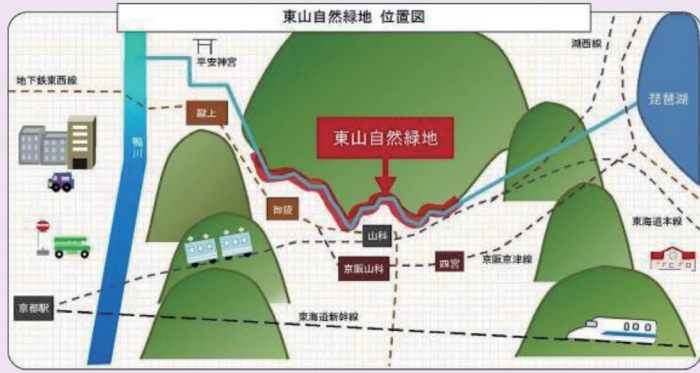 東山自然緑地 位置図
湖西線
平安神宮
地下鉄東西線
琵琶湖
蹴上
東山自然緑地
鴨川
御陵
山科
東海道本線
京阪山科
四宮
京阪京津線
京都駅
東海道新幹線